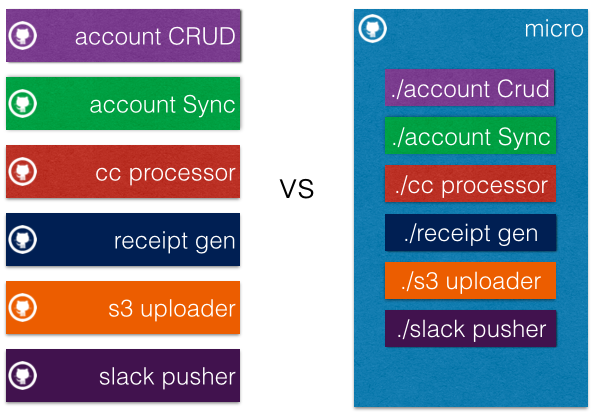 account CRUD
account Sync
cc processor
receipt gen
s3 uploader
slack pusher
vs
micro
./account Crud
./account Sync
./cc processor
./receipt gen
./s3 uploader
./slack pusher